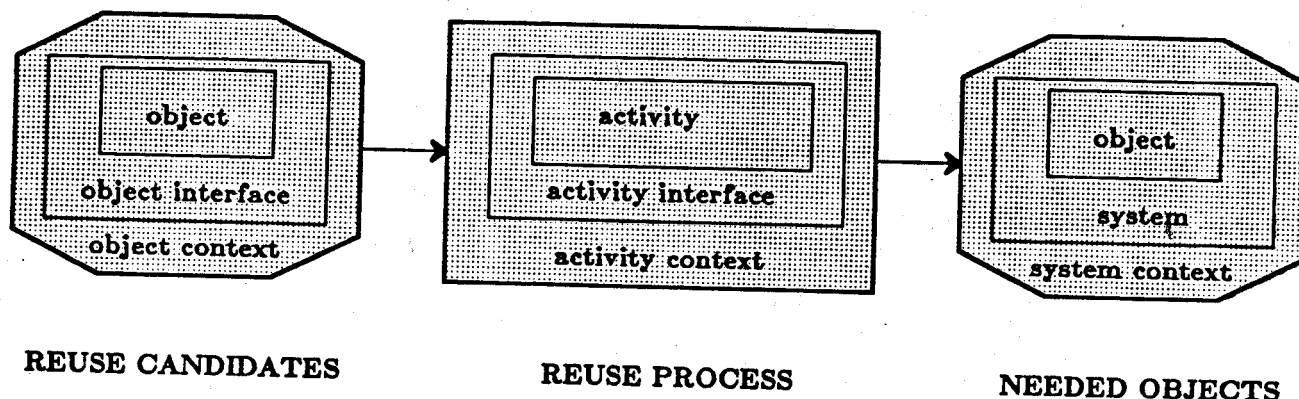 object
object interface
object context
activity
activity interface
activity context
object
system
system context
REUSE CANDIDATES
REUSE PROCESS
NEEDED OBJECTS